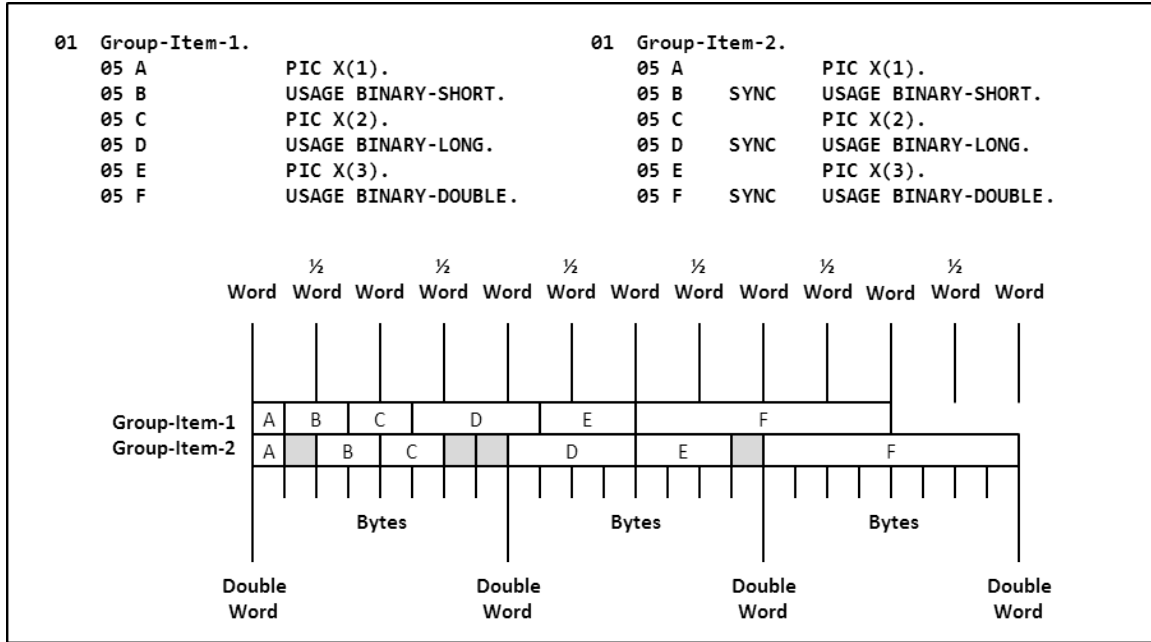 01 Group-Item-1.
05 A PIC X(1).
05 B USAGE BINARY-SHORT.
05 C PIC X(2).
05 D USAGE BINARY-LONG.
05 E PIC X(3).
05 F USAGE BINARY-DOUBLE.
01 Group-Item-2.
05 A PIC X(1).
05 B SYNC USAGE BINARY-SHORT.
05 C PIC X(2).
05 D SYNC USAGE BINARY-LONG.
05 E PIC X(3).
05 F SYNC USAGE BINARY-DOUBLE.
½ ½ ½ ½ ½ ½
Word Word Word Word Word Word Word Word Word Word Word Word Word
Group-Item-1 A B C D E F
Group-Item-2 A B C D E F
Bytes Bytes Bytes
Double Double Double Double
Word Word Word Word